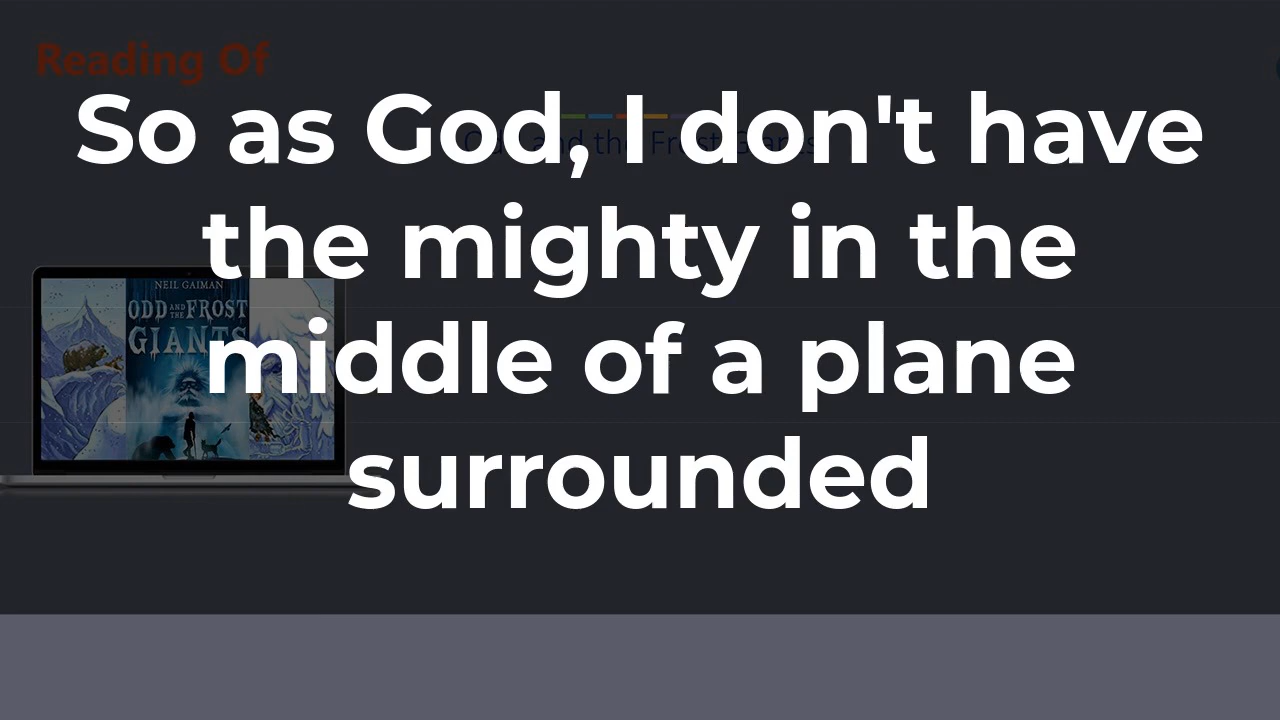 Reading Of
So as God, I don't have
the mighty in the
middle of a plane
surrounded
NEIL GAIMAN
ODD AND THE FROST
GIANTS